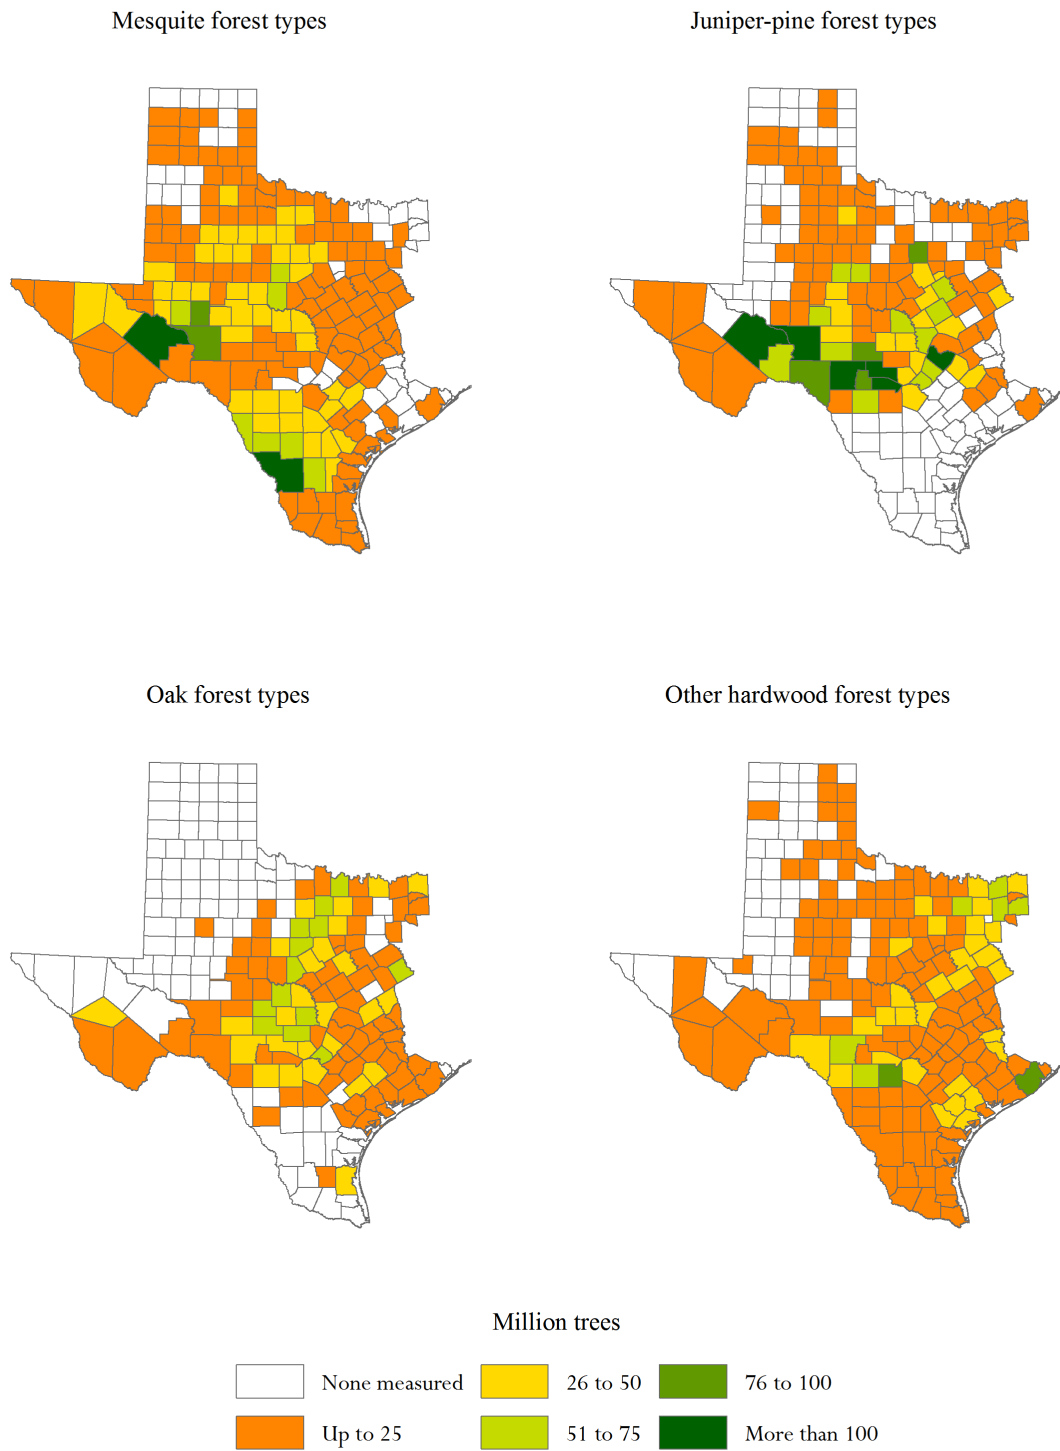 Mesquite forest types
Juniper-pine forest types
Oak forest types
Other hardwood forest types
Million trees
None measured
26 to 50
76 to 100
Up to 25
51 to 75
More than 100